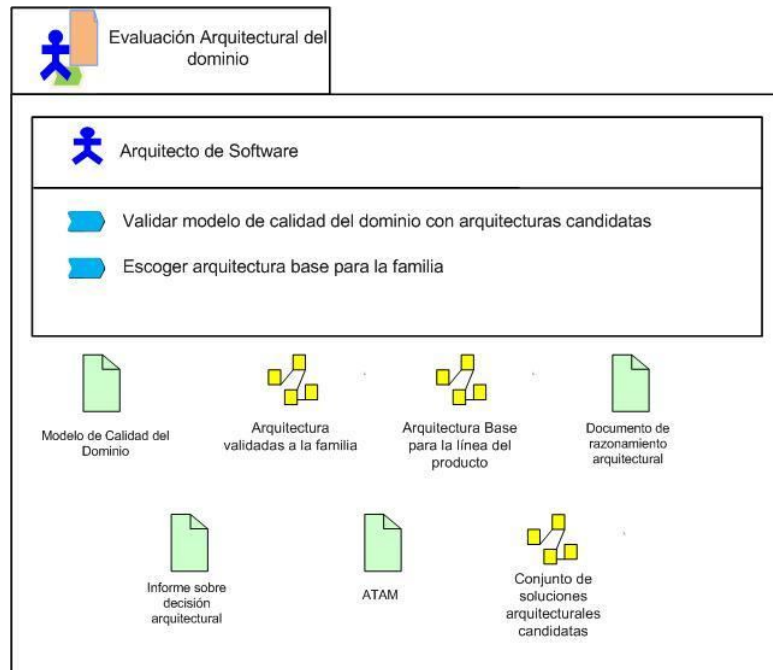 Evaluación Arquitectural del
dominio
Arquitecto de Software
Validar modelo de calidad del dominio con arquitecturas candidatas
Escoger arquitectura base para la familia
Modelo de Calidad del
Dominio
Arquitectura
validadas a la familia
Arquitectura Base
para la línea del
producto
Documento de
razonamiento
arquitectural
Informe sobre
decisión
arquitectural
ATAM
Conjunto de
soluciones
arquitecturales
candidatas